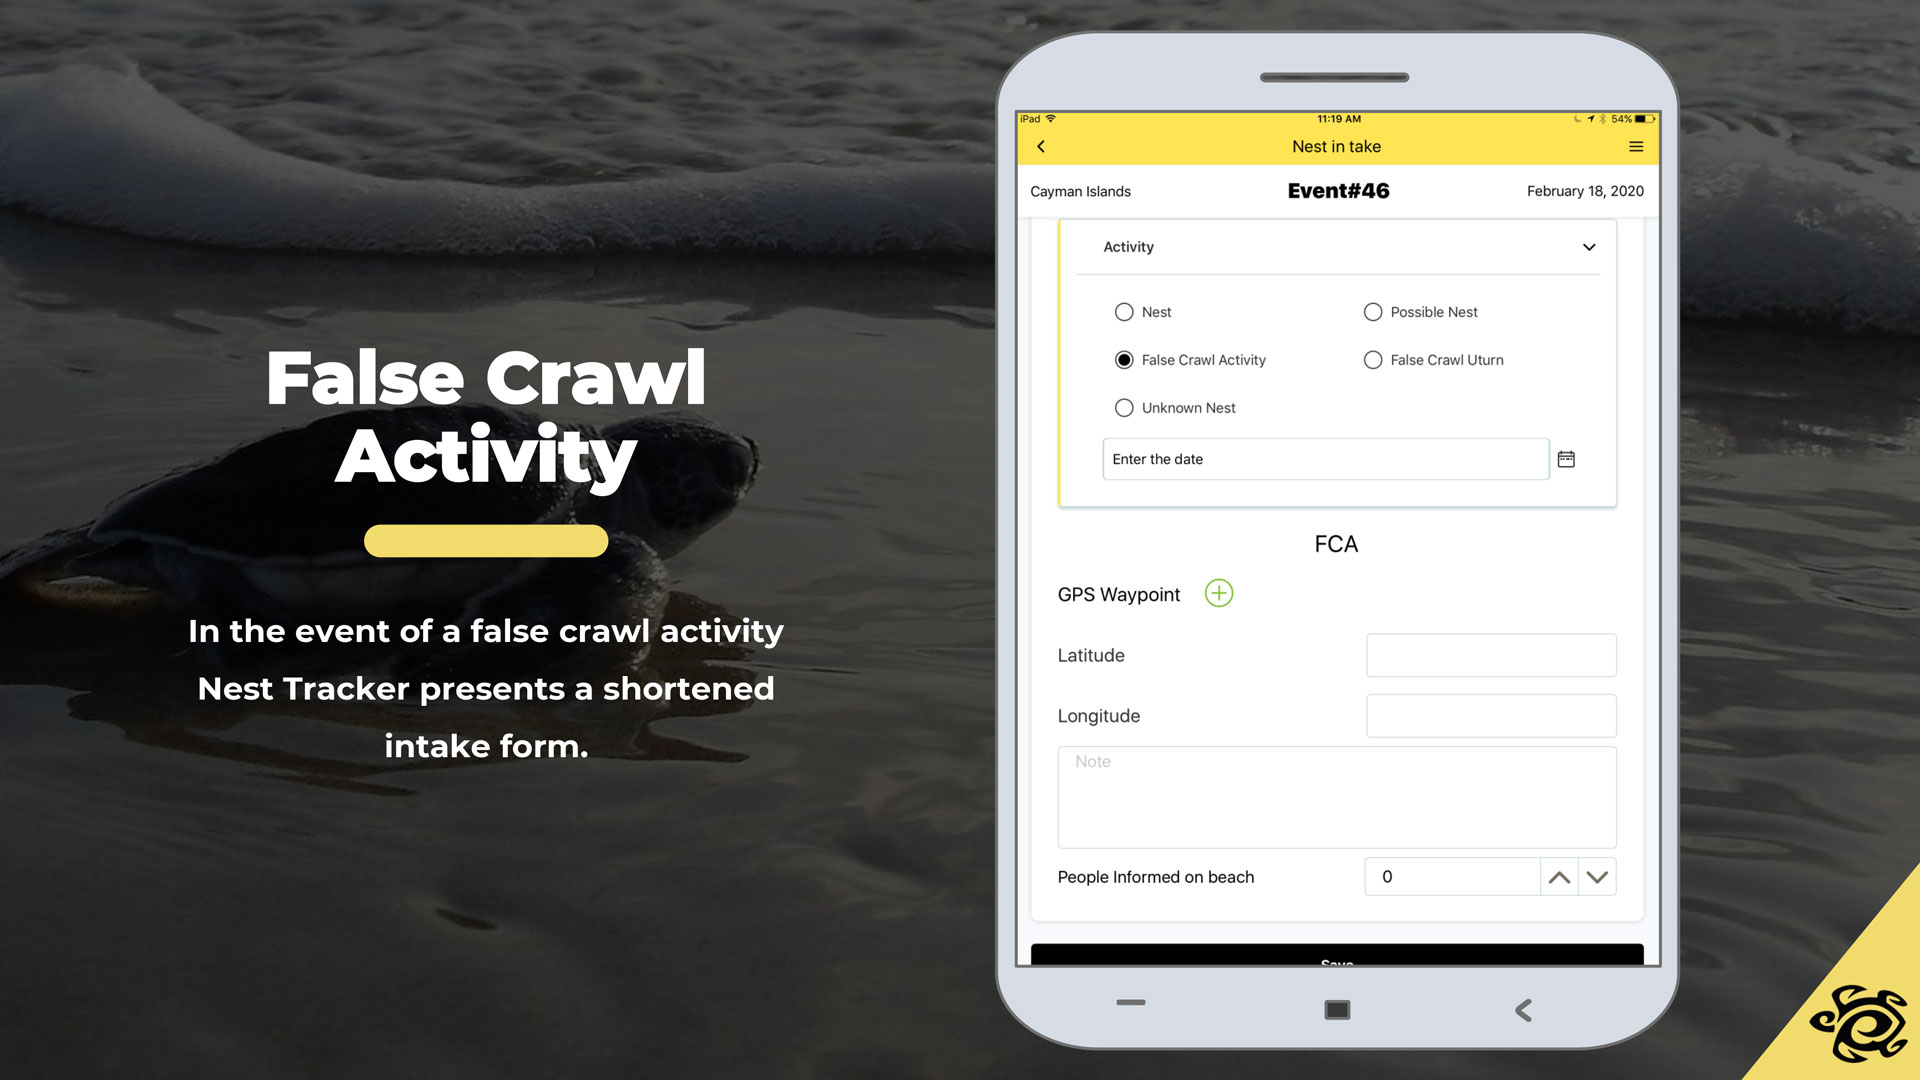 False Crawl
Activity
In the event of a false crawl activity
Nest Tracker presents a shortened
intake form.
iPad 11:19 AM 54%
Nest in take
Cayman Islands Event#46 February 18, 2020
Activity
Nest Possible Nest
False Crawl Activity False Crawl Uturn
Unknown Nest
Enter the date
FCA
GPS Waypoint
Latitude
Longitude
Note
People Informed on beach 0
Save